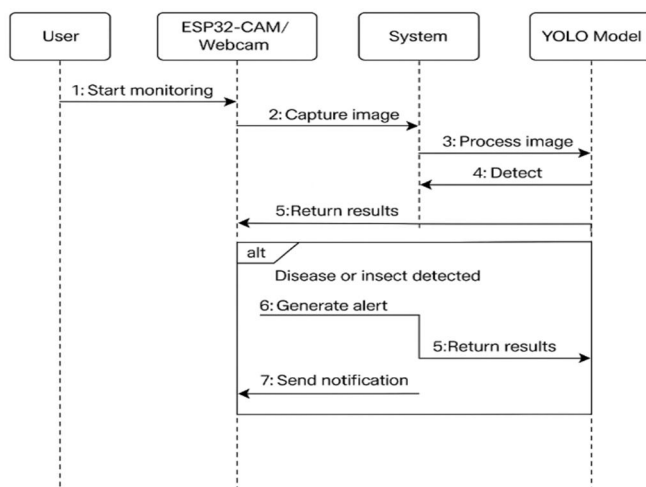 User
ESP32-CAM/
Webcam
System
YOLO Model
1: Start monitoring
2: Capture image
3: Process image
4: Detect
5:Return results
alt
Disease or insect detected
6: Generate alert
5:Return results
7: Send notification